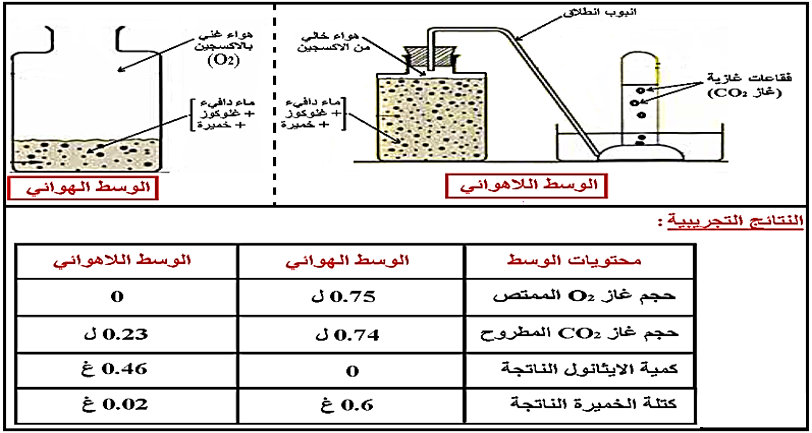 انبوب انطلاق
هواء خالي
من الاكسجين
فقاعات غازية
(غاز CO2)
ماء دافيء
+ غلوكوز
+ خميرة
الوسط اللاهوائي
هواء غني
بالاكسجين
(O2)
ماء دافيء
+ غلوكوز
+ خميرة
الوسط الهوائي
النتائج التجريبية :
محتويات الوسط الوسط الهوائي الوسط اللاهوائي
حجم غاز O2 الممتص 0.75 ل 0
حجم غاز CO2 المطروح 0.74 ل 0.23 ل
كمية الايثانول الناتجة 0 0.46 غ
كتلة الخميرة الناتجة 0.6 غ 0.02 غ